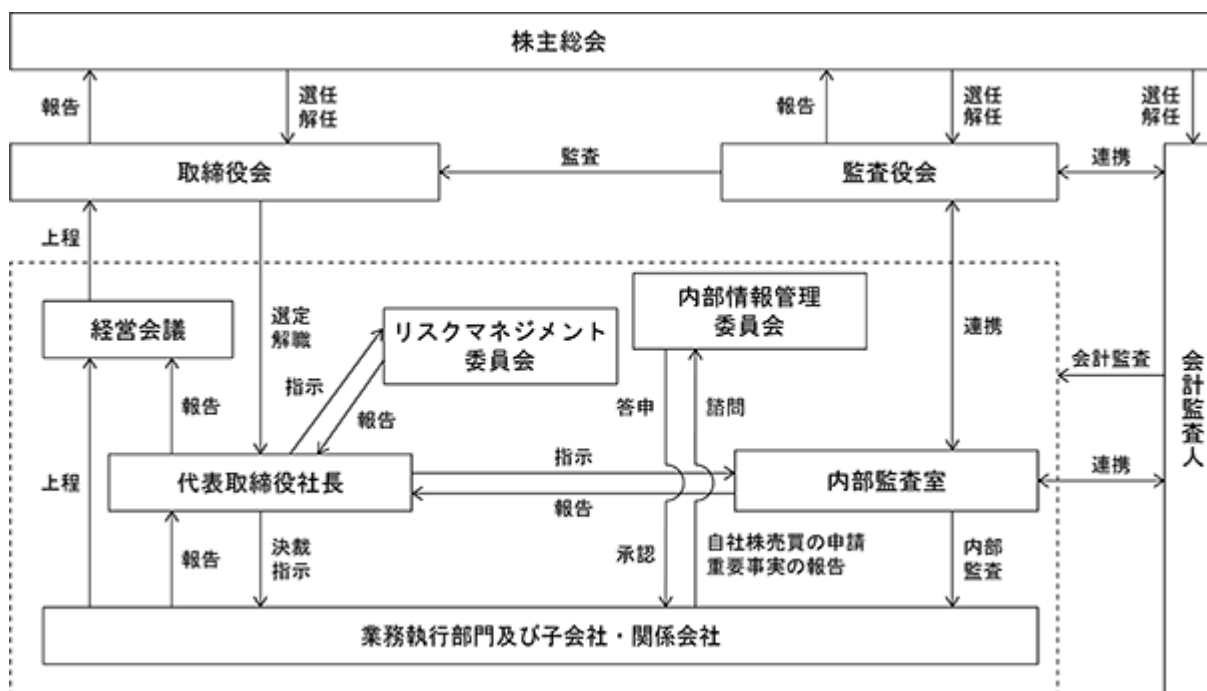 株主総会
報告
選任
解任
報告
選任
解任
選任
解任
取締役会
監査
監査役会
連携
上程
経営会議
選定
解職
リスクマネジメント
委員会
内部情報管理
委員会
連携
会計監査
会計監査人
指示
報告
報告
答申
諮問
上程
代表取締役社長
指示
報告
内部監査室
連携
報告
決裁
指示
承認
自社株売買の申請
重要事実の報告
内部
監査
業務執行部門及び子会社・関係会社